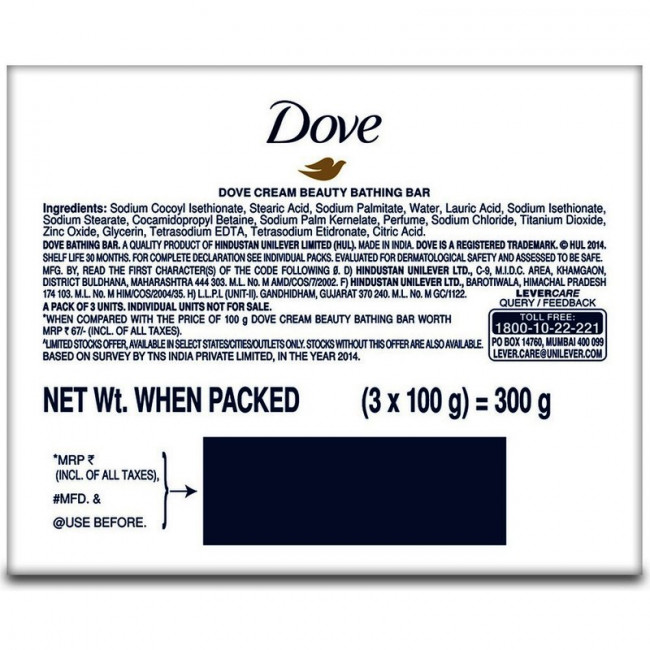 Dove
DOVE CREAM BEAUTY BATHING BAR
Ingredients: Sodium Cocoyl Isethionate, Stearic Acid, Sodium Palmitate, Water, Lauric Acid, Sodium Isethionate,
Sodium Stearate, Cocamidopropyl Betaine, Sodium Palm Kernelate, Perfume, Sodium Chloride, Titanium Dioxide,
Zinc Oxide, Glycerin, Tetrasodium EDTA, Tetrasodium Etidronate, Citric Acid.
DOVE BATHING BAR. A QUALITY PRODUCT OF HINDUSTAN UNILEVER LIMITED (HUL). MADE IN INDIA. DOVE IS A REGISTERED TRADEMARK. © HUL 2014.
SHELF LIFE 30 MONTHS. FOR COMPLETE DECLARATION SEE INDIVIDUAL PACKS. EVALUATED FOR DERMATOLOGICAL SAFETY AND ASSESSED TO BE SAFE.
MFG. BY, READ THE FIRST CHARACTER(S) OF THE CODE FOLLOWING Ø. D) HINDUSTAN UNILEVER LTD., C-9, M.I.D.C. AREA, KHAMGAON,
DISTRICT BULDHANA, MAHARASHTRA 444 303. M.L. No. M AMD/COS/7/2002. F) HINDUSTAN UNILEVER LTD., BAROTIWALA, HIMACHAL PRADESH
174 103. M.L. No. M HIM/COS/2004/35. H) L.L.P.L (UNIT-II). GANDHIDHAM, GUJARAT 370 240. M.L. No. M GC/1122.
A PACK OF 3 UNITS. INDIVIDUAL UNITS NOT FOR SALE.
*WHEN COMPARED WITH THE PRICE OF 100 g DOVE CREAM BEAUTY BATHING BAR WORTH
MRP ₹ 67/- (INCL. OF ALL TAXES).
^LIMITED STOCKS OFFER, AVAILABLE IN SELECT STATES/CITIES/OUTLETS ONLY. STOCKS WITHOUT THIS OFFER ARE ALSO AVAILABLE.
BASED ON SURVEY BY TNS INDIA PRIVATE LIMITED, IN THE YEAR 2014.
LEVERCARE
QUERY / FEEDBACK
TOLL FREE:
1800-10-22-221
PO BOX 14760, MUMBAI 400 099
LEVER.CARE@UNILEVER.COM
NET Wt. WHEN PACKED (3 x 100 g) = 300 g
*MRP ₹
(INCL. OF ALL TAXES),
#MFD. &
@USE BEFORE.